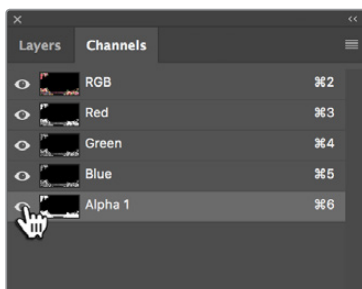 Layers Channels
RGB ⌘2
Red ⌘3
Green ⌘4
Blue ⌘5
Alpha 1 ⌘6